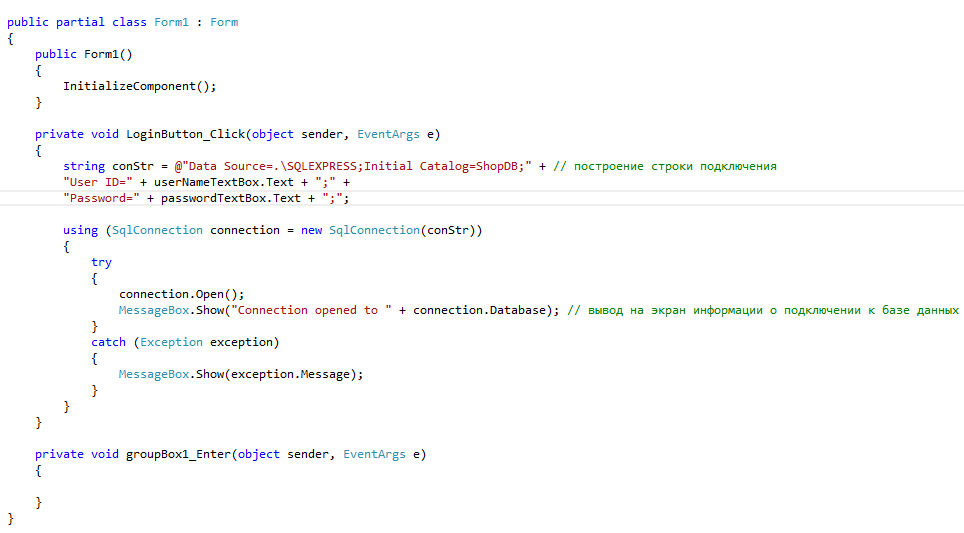 public partial class Form1 : Form
{
    public Form1()
    {
        InitializeComponent();
    }

    private void LoginButton_Click(object sender, EventArgs e)
    {
        string conStr = @"Data Source=.\SQLEXPRESS;Initial Catalog=ShopDB;" + // построение строки подключения
        "User ID=" + userNameTextBox.Text + ";" +
        "Password=" + passwordTextBox.Text + ";";

        using (SqlConnection connection = new SqlConnection(conStr))
        {
            try
            {
                connection.Open();
                MessageBox.Show("Connection opened to " + connection.Database); // вывод на экран информации о подключении к базе данных
            }
            catch (Exception exception)
            {
                MessageBox.Show(exception.Message);
            }
        }
    }

    private void groupBox1_Enter(object sender, EventArgs e)
    {

    }
}